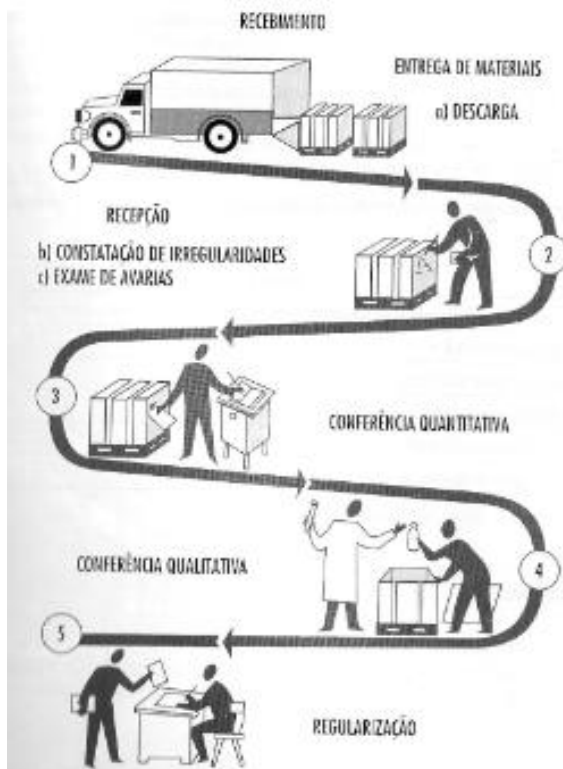 RECEBIMENTO
ENTREGA DE MATERIAIS
a) DESCARGA
1
RECEPÇÃO
b) CONSTATAÇÃO DE IRREGULARIDADES
c) EXAME DE AVARIAS
2
3
CONFERÊNCIA QUANTITATIVA
CONFERÊNCIA QUALITATIVA
4
5
REGULARIZAÇÃO